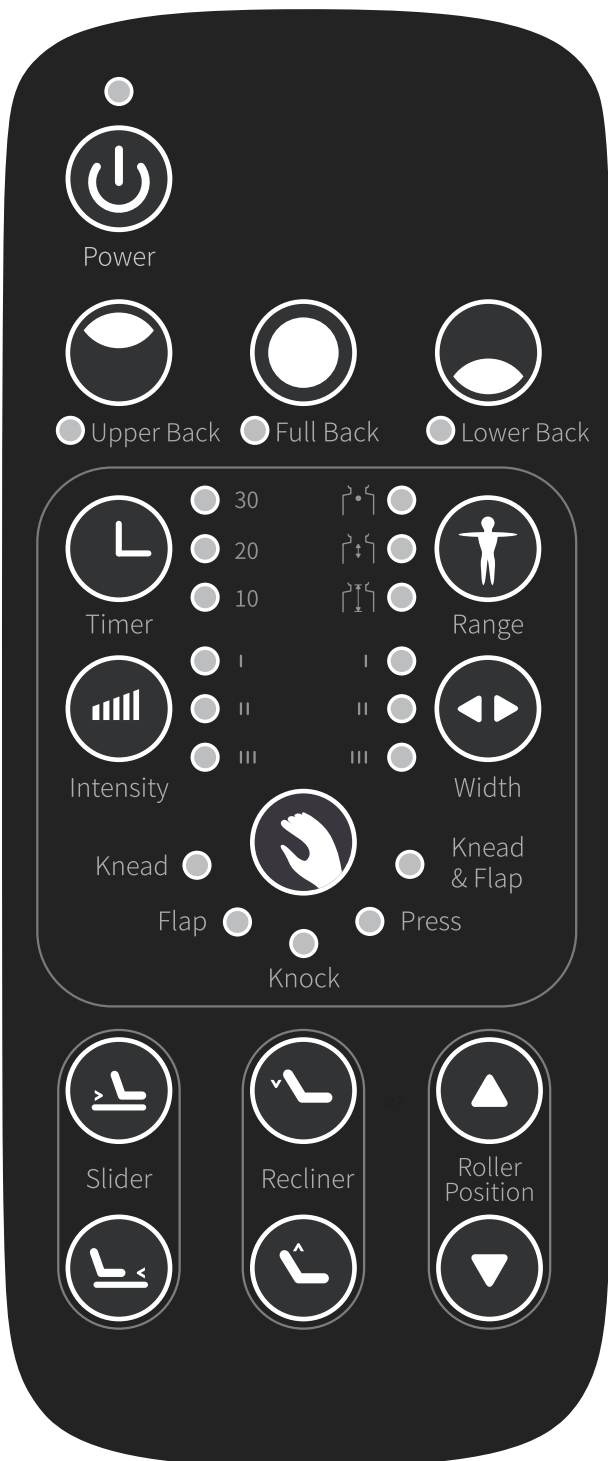 Power
Upper Back
Full Back
Lower Back
30
20
10
Timer
Range
I
I
II
II
III
III
Intensity
Width
Knead
Knead
& Flap
Flap
Press
Knock
Slider
Recliner
Roller
Position